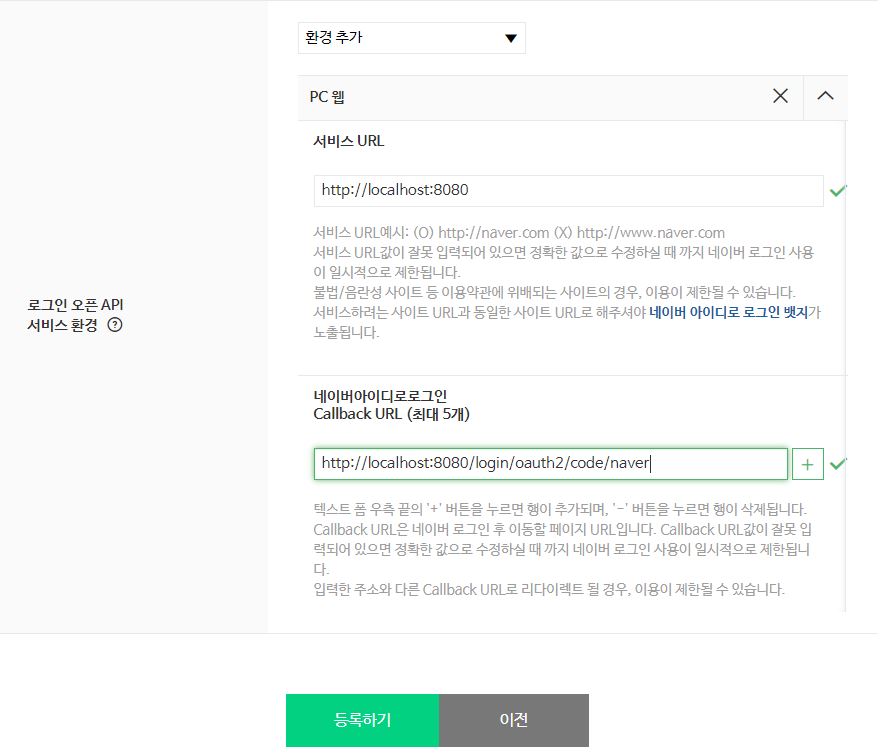 환경 추가
PC 웹
서비스 URL
http://localhost:8080
서비스 URL예시: (O) http://naver.com (X) http://www.naver.com
서비스 URL값이 잘못 입력되어 있으면 정확한 값으로 수정하실 때 까지 네이버 로그인 사용
이 일시적으로 제한됩니다.
불법/음란성 사이트 등 이용약관에 위배되는 사이트의 경우, 이용이 제한될 수 있습니다.
서비스하려는 사이트 URL과 동일한 사이트 URL로 해주셔야 네이버 아이디로 로그인 뱃지가
노출됩니다.
로그인 오픈 API
서비스 환경 ?
네이버아이디로로그인
Callback URL (최대 5개)
http://localhost:8080/login/oauth2/code/naver
텍스트 폼 우측 끝의 '+' 버튼을 누르면 행이 추가되며, '-' 버튼을 누르면 행이 삭제됩니다.
Callback URL은 네이버 로그인 후 이동할 페이지 URL입니다. Callback URL값이 잘못 입
력되어 있으면 정확한 값으로 수정하실 때 까지 네이버 로그인 사용이 일시적으로 제한됩니
다.
입력한 주소와 다른 Callback URL로 리다이렉트 될 경우, 이용이 제한될 수 있습니다.
등록하기
이전